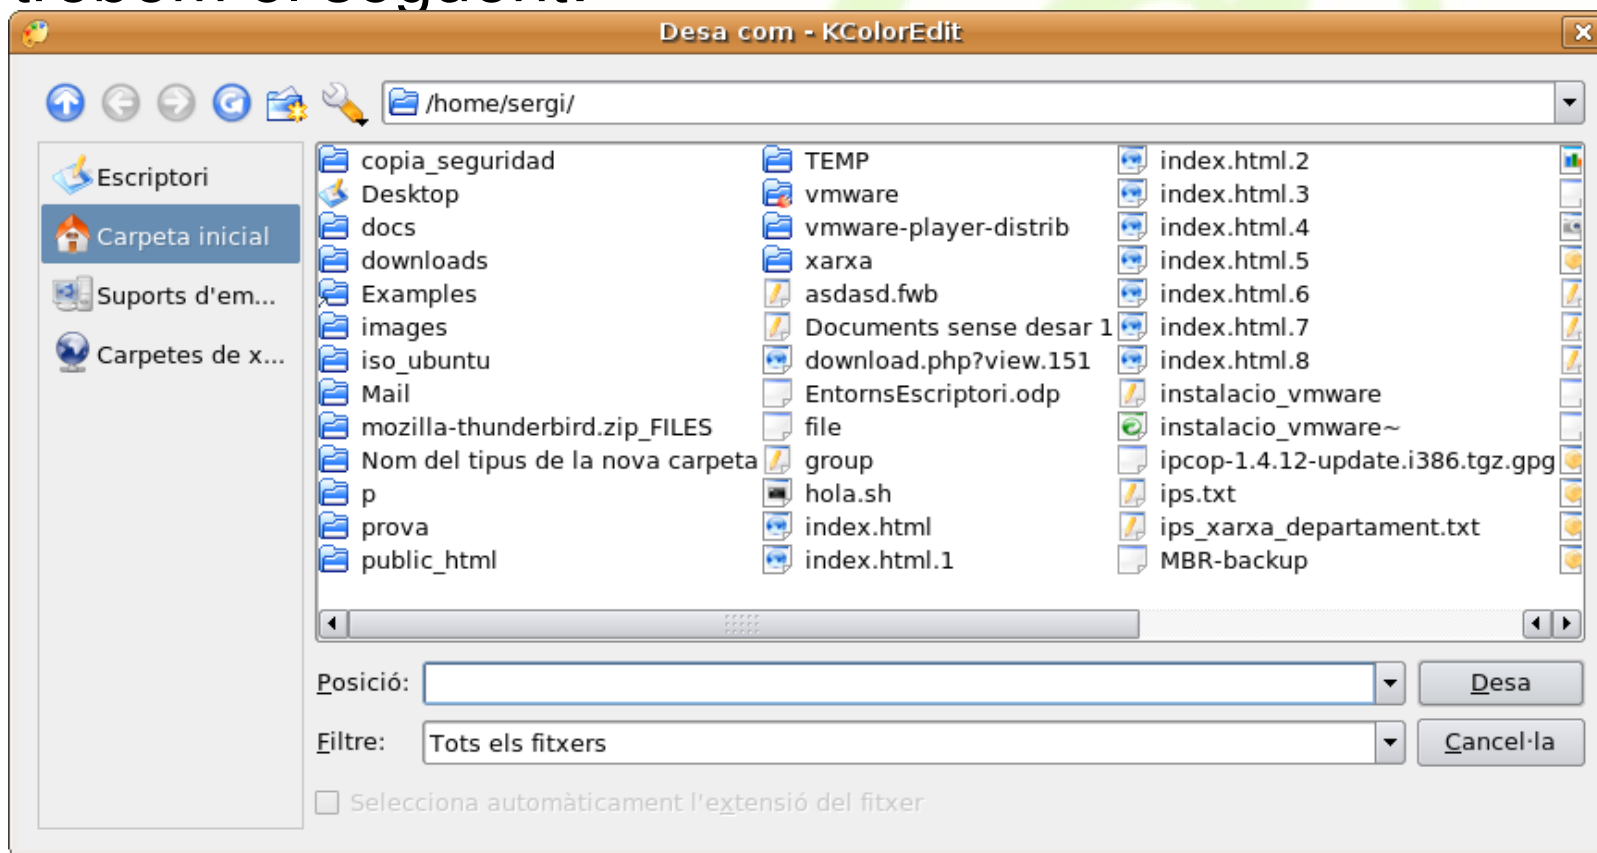 trobem el següent:
Desa com - KColorEdit
/home/sergi/
Escriptori
Carpeta inicial
Suports d'em...
Carpetes de x...
copia_seguridad
Desktop
docs
downloads
Examples
images
iso_ubuntu
Mail
mozilla-thunderbird.zip_FILES
Nom del tipus de la nova carpeta
p
prova
public_html
TEMP
vmware
vmware-player-distrib
xarxa
asdasd.fwb
Documents sense desar 1
download.php?view.151
EntornsEscriptori.odp
file
group
hola.sh
index.html
index.html.1
index.html.2
index.html.3
index.html.4
index.html.5
index.html.6
index.html.7
index.html.8
instalacio_vmware
instalacio_vmware~
ipcop-1.4.12-update.i386.tgz.gpg
ips.txt
ips_xarxa_departament.txt
MBR-backup
Posició:
Desa
Filtre: Tots els fitxers
Cancel·la
Selecciona automàticament l'extensió del fitxer